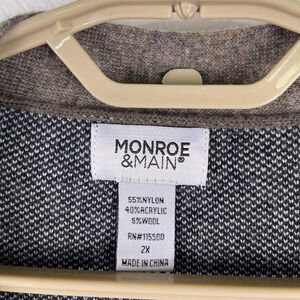 MONROE
&MAIN®
55%NYLON
40%ACRYLIC
5%WOOL
RN#115500
2X
MADE IN CHINA